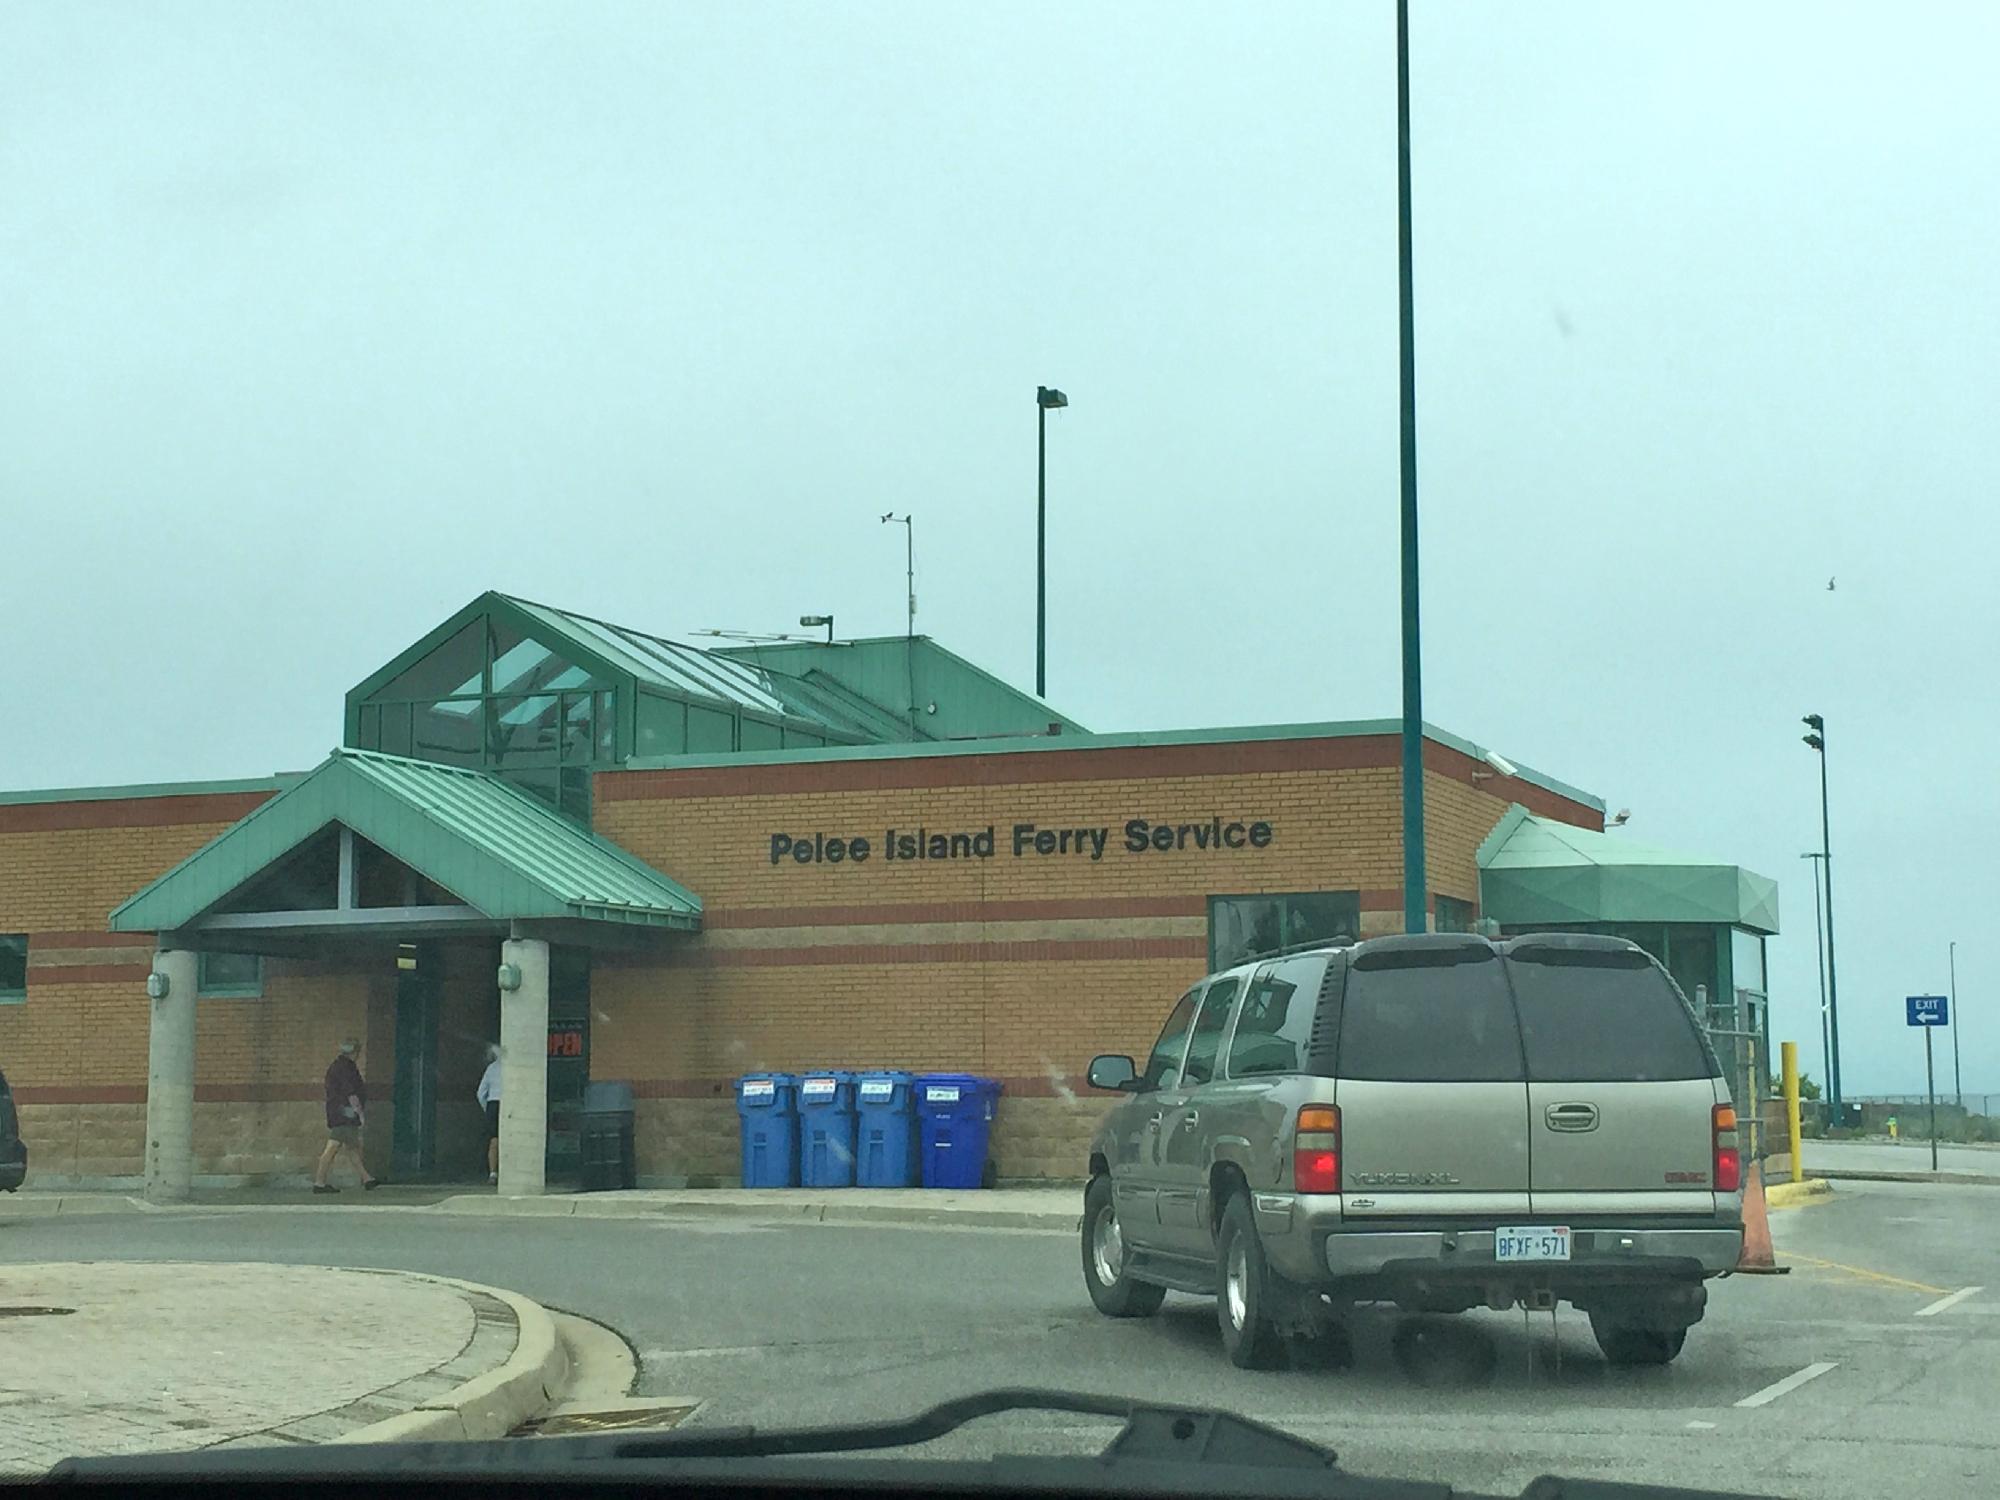 Pelee Island Ferry Service
EXIT
OPEN
YUKON XL
GMC
BFXF 571